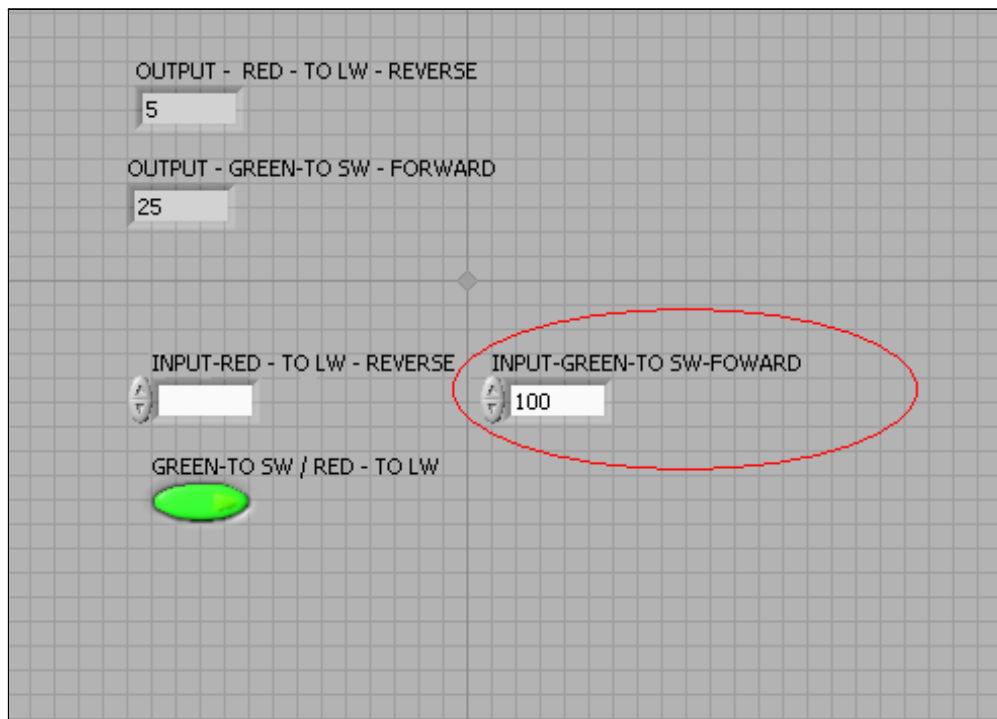 OUTPUT -  RED - TO LW - REVERSE
5
OUTPUT - GREEN-TO SW - FORWARD
25
INPUT-RED - TO LW - REVERSE
INPUT-GREEN-TO SW-FOWARD
100
GREEN-TO SW / RED - TO LW